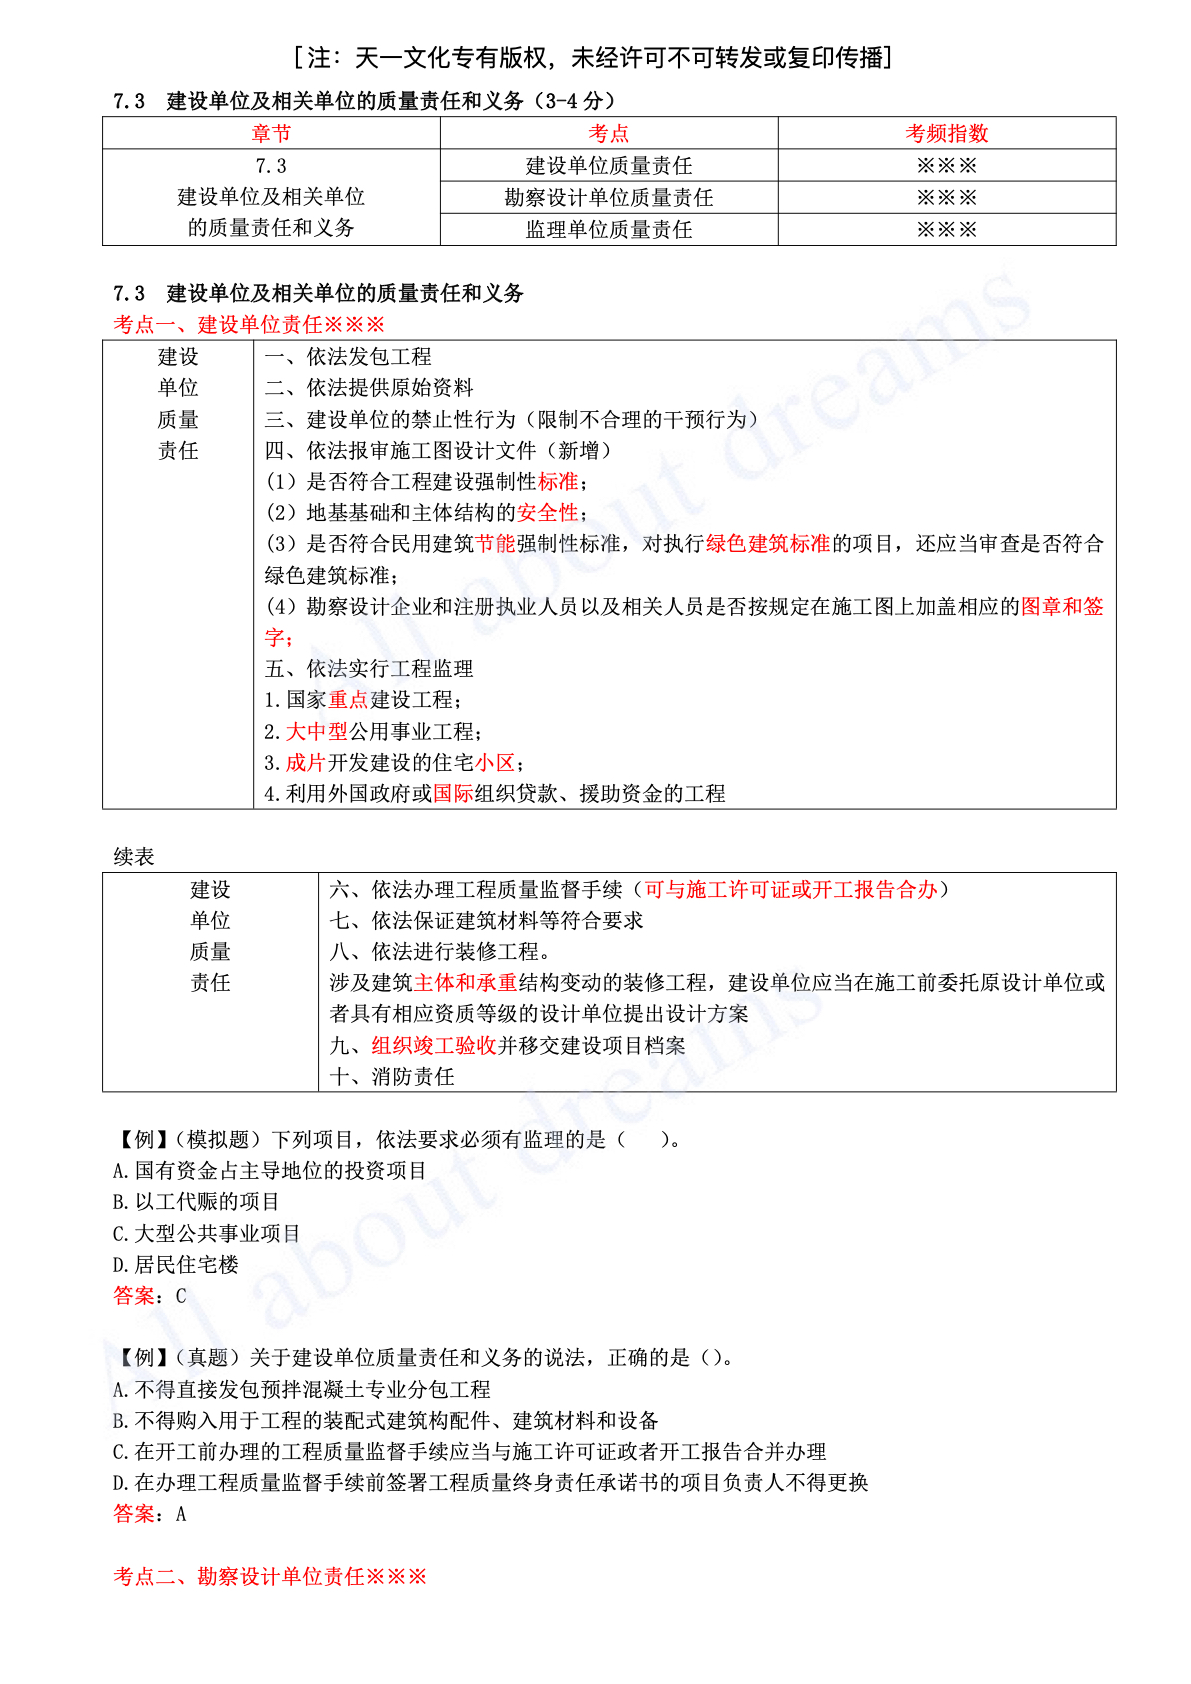 [注：天一文化专有版权，未经许可不可转发或复印传播]
7.3 建设单位及相关单位的质量责任和义务（3-4 分）
章节 考点 考频指数
7.3 建设单位质量责任 ※※※
建设单位及相关单位 勘察设计单位质量责任 ※※※
的质量责任和义务 监理单位质量责任 ※※※
7.3 建设单位及相关单位的质量责任和义务
考点一、建设单位责任※※※
建设 一、依法发包工程
单位 二、依法提供原始资料
质量 三、建设单位的禁止性行为（限制不合理的干预行为）
责任 四、依法报审施工图设计文件（新增）
(1）是否符合工程建设强制性标准；
(2）地基基础和主体结构的安全性；
(3）是否符合民用建筑节能强制性标准，对执行绿色建筑标准的项目，还应当审查是否符合
绿色建筑标准；
(4）勘察设计企业和注册执业人员以及相关人员是否按规定在施工图上加盖相应的图章和签
字；
五、依法实行工程监理
1.国家重点建设工程；
2.大中型公用事业工程；
3.成片开发建设的住宅小区；
4.利用外国政府或国际组织贷款、援助资金的工程
续表
建设 六、依法办理工程质量监督手续（可与施工许可证或开工报告合办）
单位 七、依法保证建筑材料等符合要求
质量 八、依法进行装修工程。
责任 涉及建筑主体和承重结构变动的装修工程，建设单位应当在施工前委托原设计单位或
者具有相应资质等级的设计单位提出设计方案
九、组织竣工验收并移交建设项目档案
十、消防责任
【例】（模拟题）下列项目，依法要求必须有监理的是（ ）。
A.国有资金占主导地位的投资项目
B.以工代赈的项目
C.大型公共事业项目
D.居民住宅楼
答案：C
【例】（真题）关于建设单位质量责任和义务的说法，正确的是（）。
A.不得直接发包预拌混凝土专业分包工程
B.不得购入用于工程的装配式建筑构配件、建筑材料和设备
C.在开工前办理的工程质量监督手续应当与施工许可证政者开工报告合并办理
D.在办理工程质量监督手续前签署工程质量终身责任承诺书的项目负责人不得更换
答案：A
考点二、勘察设计单位责任※※※
All about dreams
All about dreams